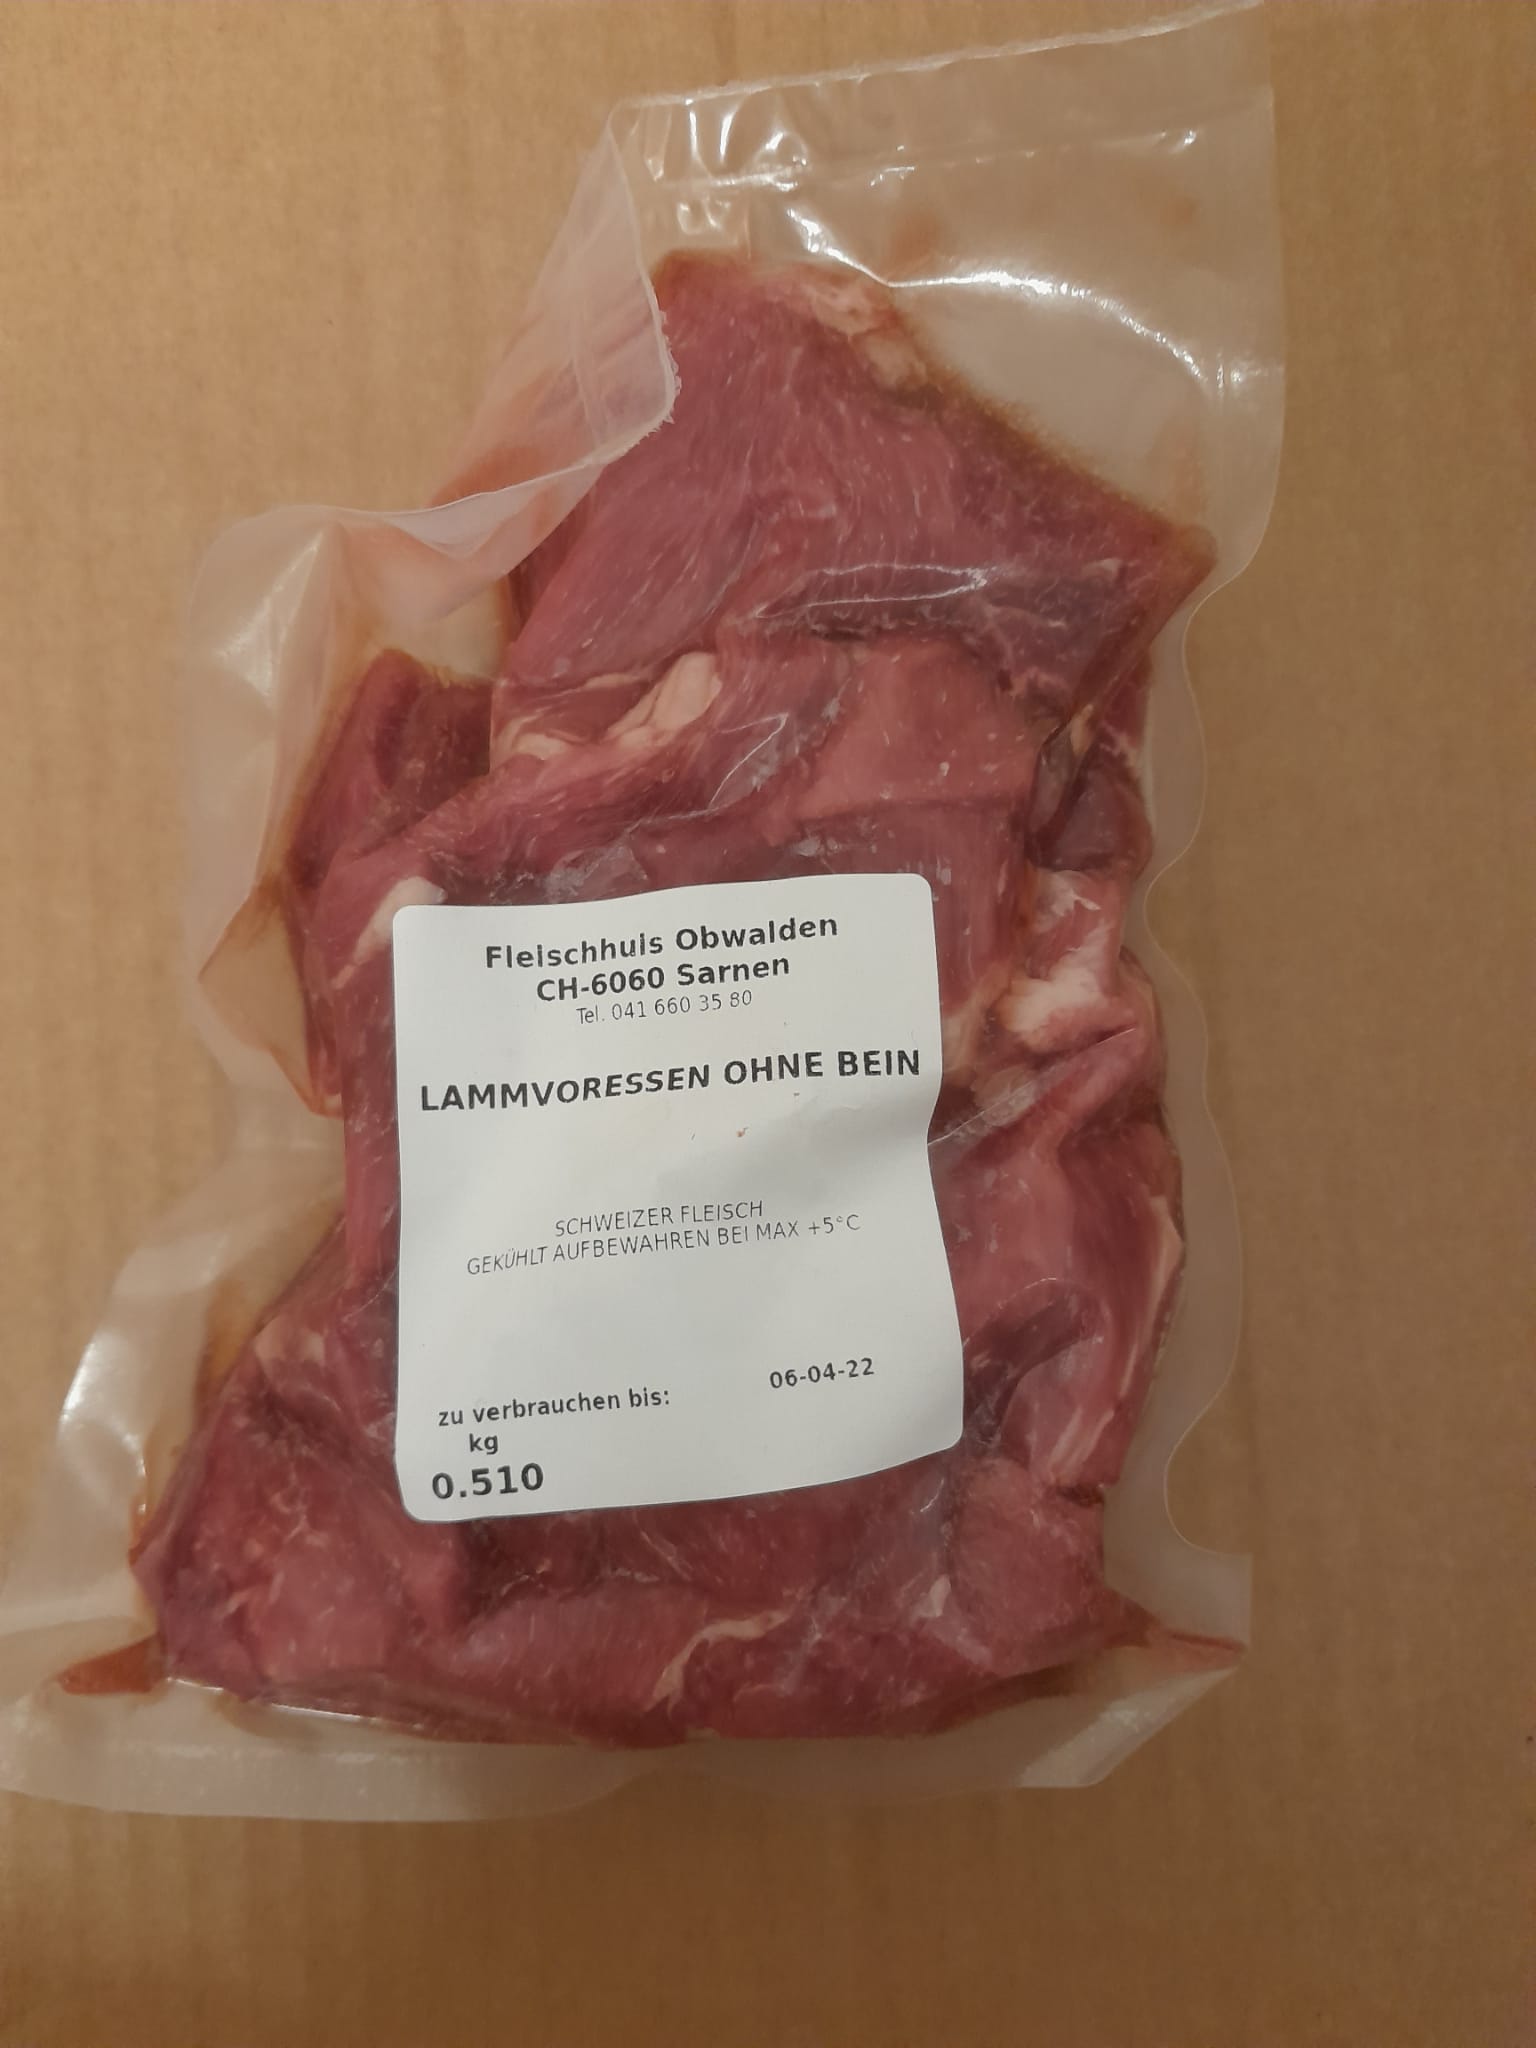 Fleischhuis Obwalden
CH-6060 Sarnen
Tel. 041 660 35 80
LAMMVORESSEN OHNE BEIN
SCHWEIZER FLEISCH
GEKÜHLT AUFBEWAHREN BEI MAX +5°C
zu verbrauchen bis: 06-04-22
kg
0.510